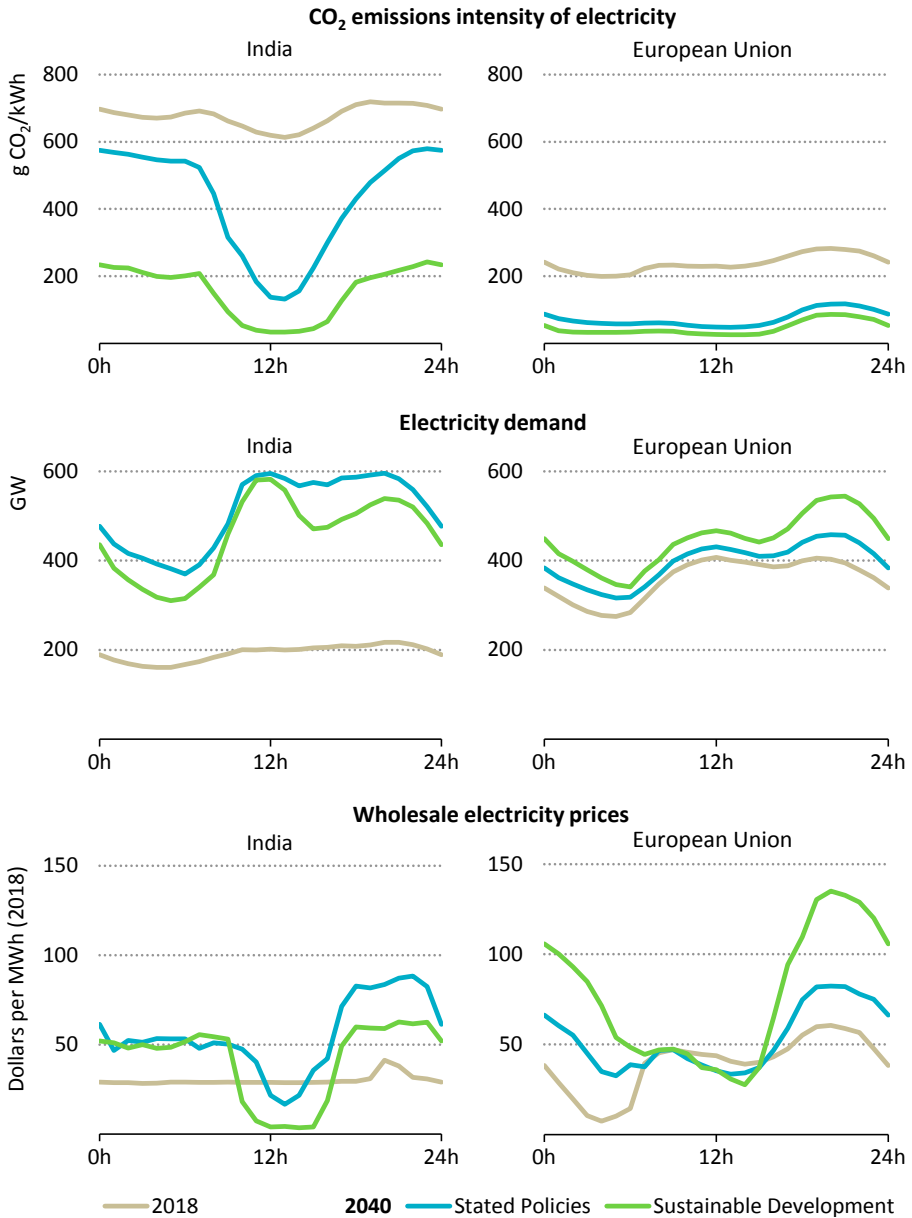 CO₂ emissions intensity of electricity
India
European Union
g CO₂/kWh
800
600
400
200
0h
12h
24h
800
600
400
200
0h
12h
24h
Electricity demand
India
European Union
GW
600
400
200
0h
12h
24h
600
400
200
0h
12h
24h
Wholesale electricity prices
India
European Union
Dollars per MWh (2018)
150
100
50
0h
12h
24h
150
100
50
0h
12h
24h
2018 2040 Stated Policies Sustainable Development